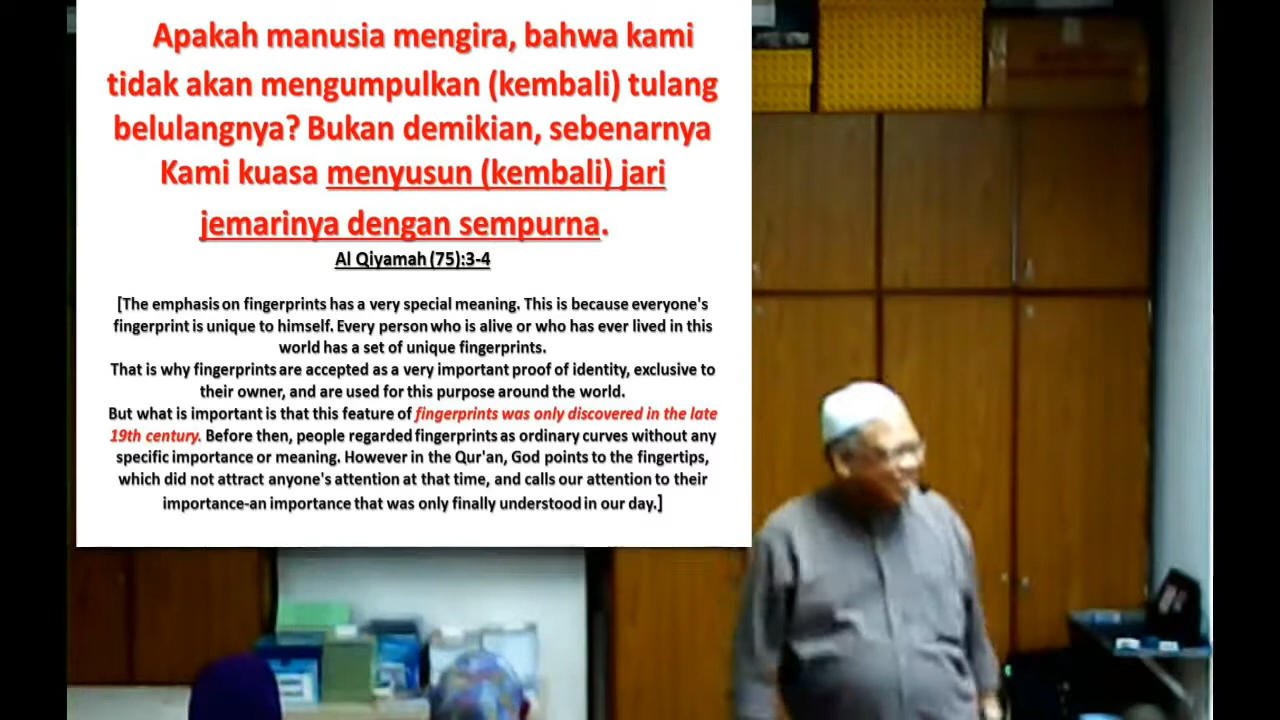 Apakah manusia mengira, bahwa kami
tidak akan mengumpulkan (kembali) tulang
belulangnya? Bukan demikian, sebenarnya
Kami kuasa menyusun (kembali) jari
jemarinya dengan sempurna.
Al Qiyamah (75):3-4
[The emphasis on fingerprints has a very special meaning. This is because everyone's
fingerprint is unique to himself. Every person who is alive or who has ever lived in this
world has a set of unique fingerprints.
That is why fingerprints are accepted as a very important proof of identity, exclusive to
their owner, and are used for this purpose around the world.
But what is important is that this feature of fingerprints was only discovered in the late
19th century. Before then, people regarded fingerprints as ordinary curves without any
specific importance or meaning. However in the Qur'an, God points to the fingertips,
which did not attract anyone's attention at that time, and calls our attention to their
importance-an importance that was only finally understood in our day.]